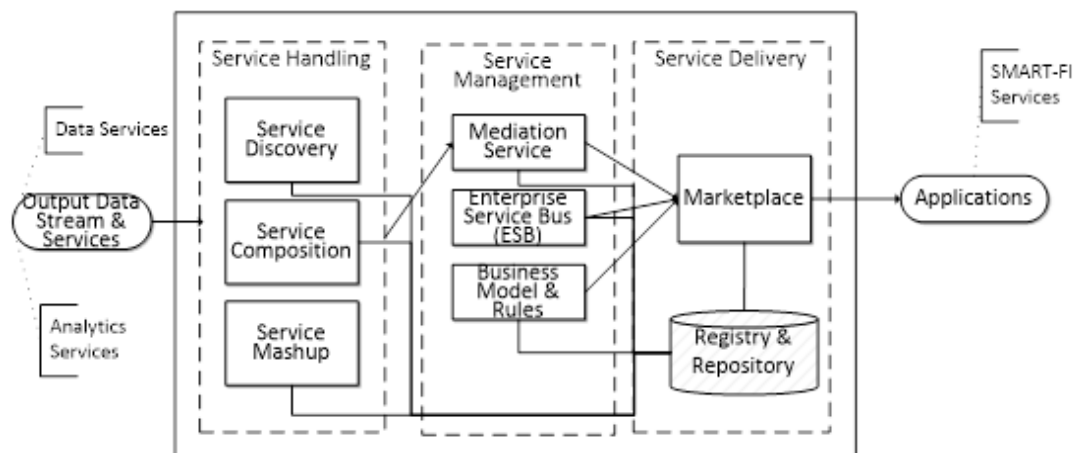 Service Handling
Service
Management
Service Delivery
SMART-FI
Services
Data Services
Service
Discovery
Mediation
Service
Output Data
Stream &
Services
Service
Composition
Enterprise
Service Bus
(ESB)
Marketplace
Applications
Business
Model &
Rules
Analytics
Services
Service
Mashup
Registry &
Repository